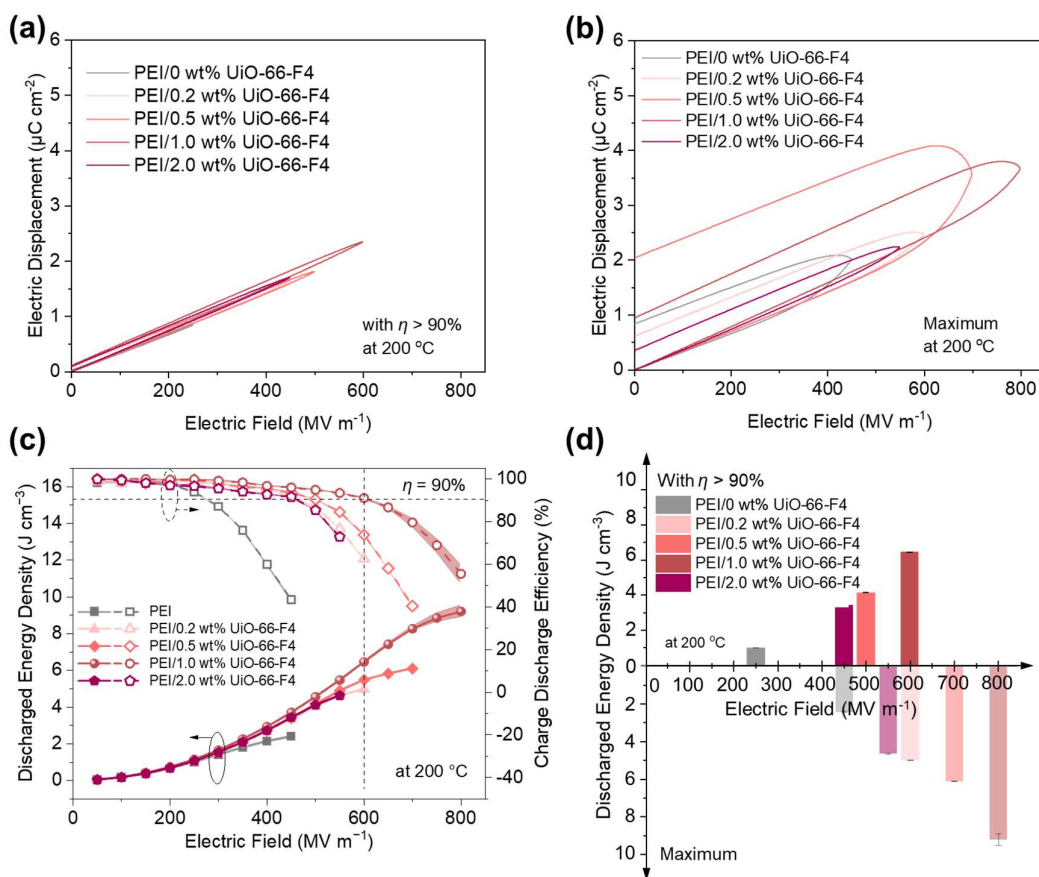 (a)
6
5
4
3
2
1
0
Electric Displacement (μC cm⁻²)
PEI/0 wt% UiO-66-F4
PEI/0.2 wt% UiO-66-F4
PEI/0.5 wt% UiO-66-F4
PEI/1.0 wt% UiO-66-F4
PEI/2.0 wt% UiO-66-F4
with η > 90%
at 200 ºC
0 200 400 600 800
Electric Field (MV m⁻¹)
(b)
6
5
4
3
2
1
0
Electric Displacement (μC cm⁻²)
PEI/0 wt% UiO-66-F4
PEI/0.2 wt% UiO-66-F4
PEI/0.5 wt% UiO-66-F4
PEI/1.0 wt% UiO-66-F4
PEI/2.0 wt% UiO-66-F4
Maximum
at 200 ºC
0 200 400 600 800
Electric Field (MV m⁻¹)
(c)
16
14
12
10
8
6
4
2
0
Discharged Energy Density (J cm⁻³)
η = 90%
PEI
PEI/0.2 wt% UiO-66-F4
PEI/0.5 wt% UiO-66-F4
PEI/1.0 wt% UiO-66-F4
PEI/2.0 wt% UiO-66-F4
at 200 ºC
100
80
60
40
20
0
-20
-40
Charge Discharge Efficiency (%)
0 200 400 600 800
Electric Field (MV m⁻¹)
(d)
10
8
6
4
2
0
Discharged Energy Density (J cm⁻³)
With η > 90%
PEI/0 wt% UiO-66-F4
PEI/0.2 wt% UiO-66-F4
PEI/0.5 wt% UiO-66-F4
PEI/1.0 wt% UiO-66-F4
PEI/2.0 wt% UiO-66-F4
at 200 ºC
0 100 200 300 400 500 600 700 800
Electric Field (MV m⁻¹)
2
4
6
8
10
Discharged Energy Density (J cm⁻³)
Maximum